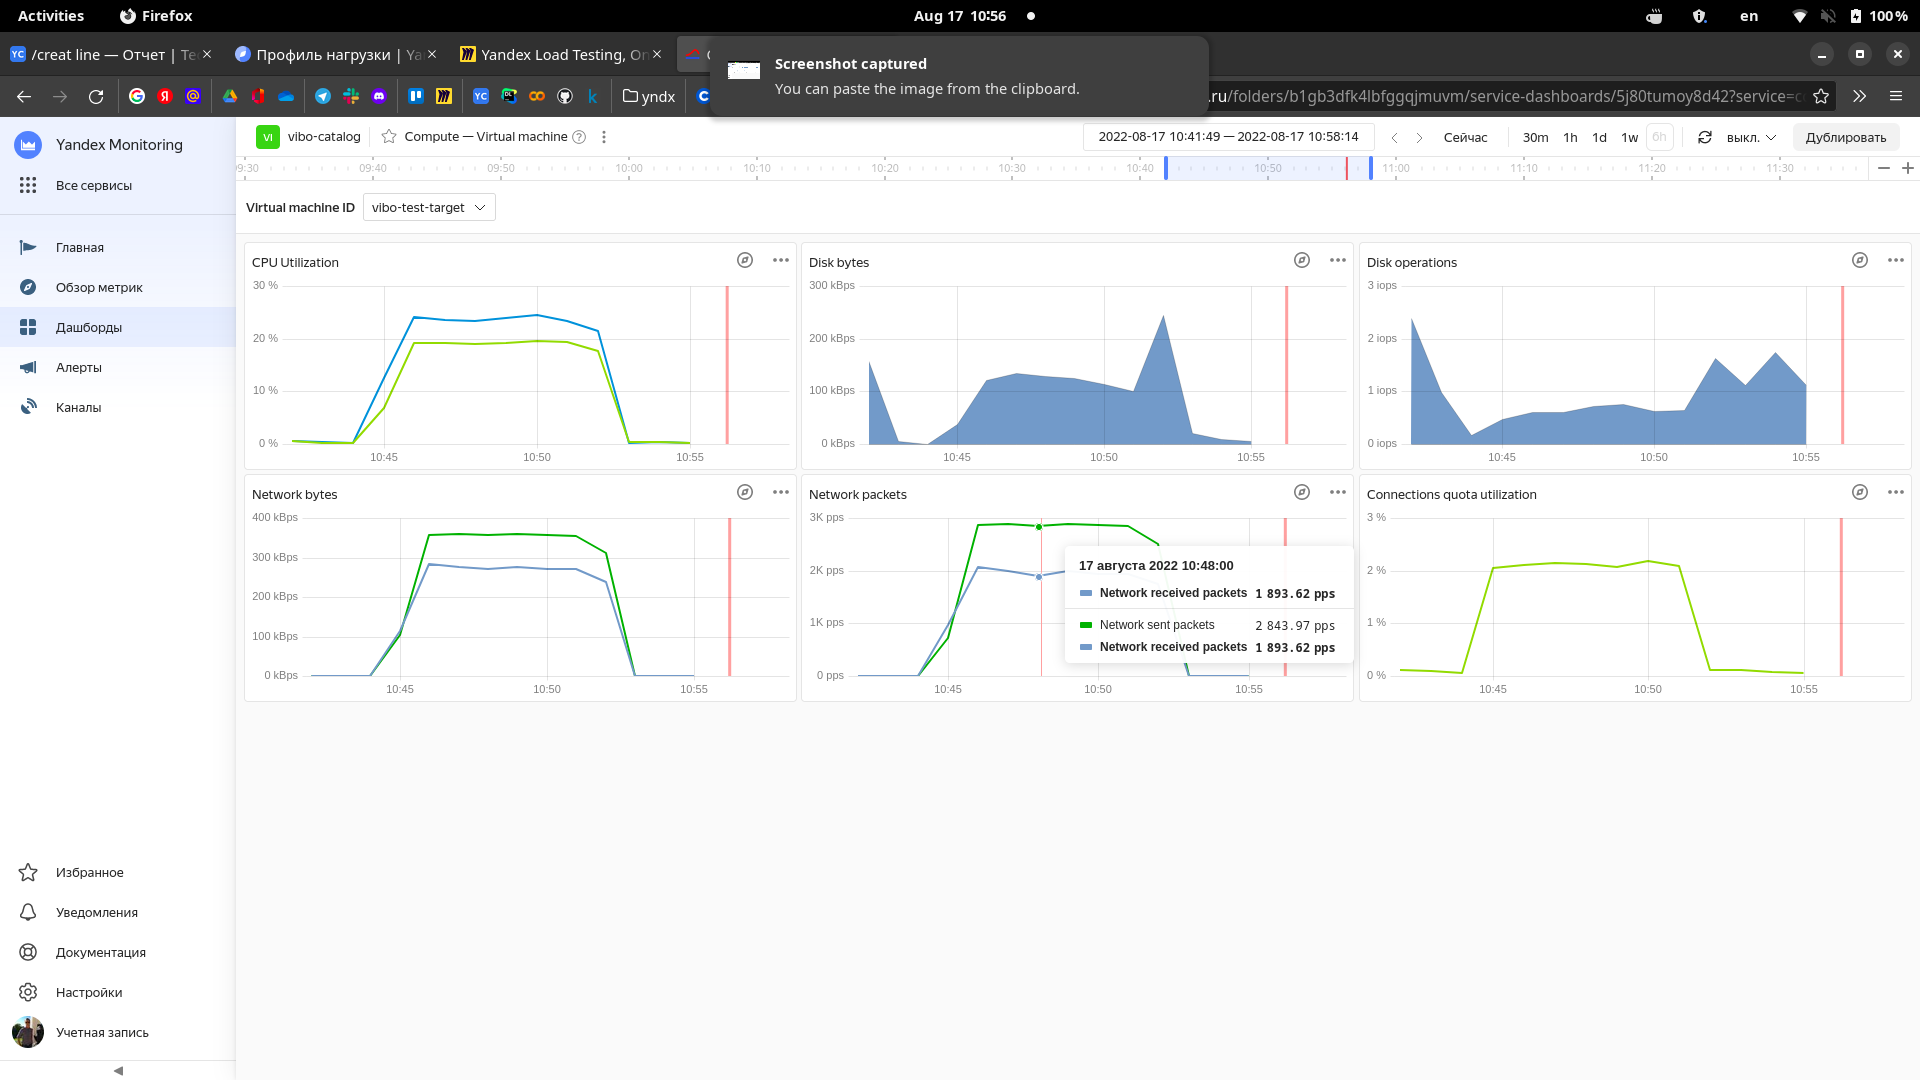 Activities
Firefox
Aug 17 10:56
en
100 %
/creat line — Отчет | Te
Профиль нагрузки | Ya
Yandex Load Testing, On
Screenshot captured
You can paste the image from the clipboard.
yndx
.ru/folders/b1gb3dfk4lbfggqjmuvm/service-dashboards/5j80tumoy8d42?service=c
Yandex Monitoring
Все сервисы
Главная
Обзор метрик
Дашборды
Алерты
Каналы
Избранное
Уведомления
Документация
Настройки
Учетная запись
VI
vibo-catalog
Compute — Virtual machine
2022-08-17 10:41:49 — 2022-08-17 10:58:14
Сейчас
30m
1h
1d
1w
6h
выкл.
Дублировать
09:30 09:40 09:50 10:00 10:10 10:20 10:30 10:40 10:50 11:00 11:10 11:20 11:30
Virtual machine ID
vibo-test-target
CPU Utilization
30 %
20 %
10 %
0 %
10:45 10:50 10:55
Disk bytes
300 kBps
200 kBps
100 kBps
0 kBps
10:45 10:50 10:55
Disk operations
3 iops
2 iops
1 iops
0 iops
10:45 10:50 10:55
Network bytes
400 kBps
300 kBps
200 kBps
100 kBps
0 kBps
10:45 10:50 10:55
Network packets
3K pps
2K pps
1K pps
0 pps
10:45 10:50 10:55
17 августа 2022 10:48:00
Network received packets 1 893.62 pps
Network sent packets 2 843.97 pps
Network received packets 1 893.62 pps
Connections quota utilization
3 %
2 %
1 %
0 %
10:45 10:50 10:55